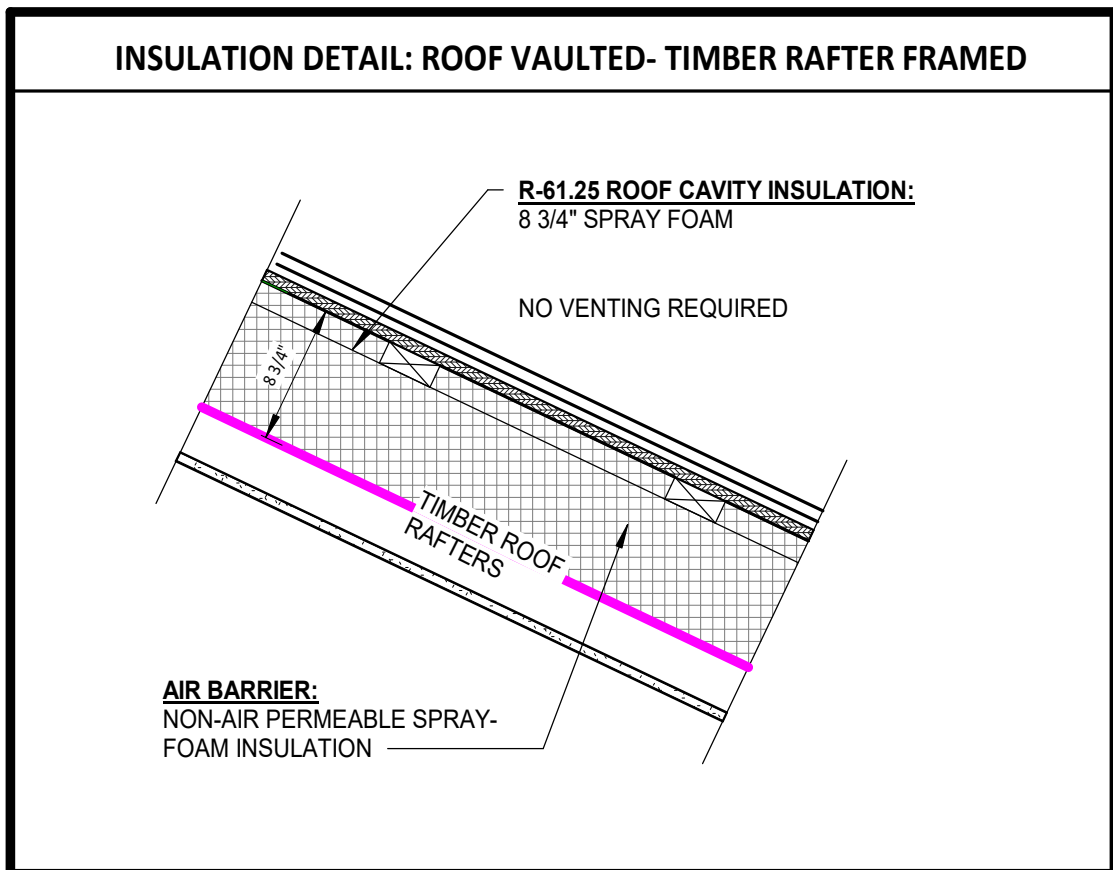 INSULATION DETAIL: ROOF VAULTED- TIMBER RAFTER FRAMED
R-61.25 ROOF CAVITY INSULATION:
8 3/4" SPRAY FOAM
NO VENTING REQUIRED
8 3/4"
TIMBER ROOF
RAFTERS
AIR BARRIER:
NON-AIR PERMEABLE SPRAY-
FOAM INSULATION